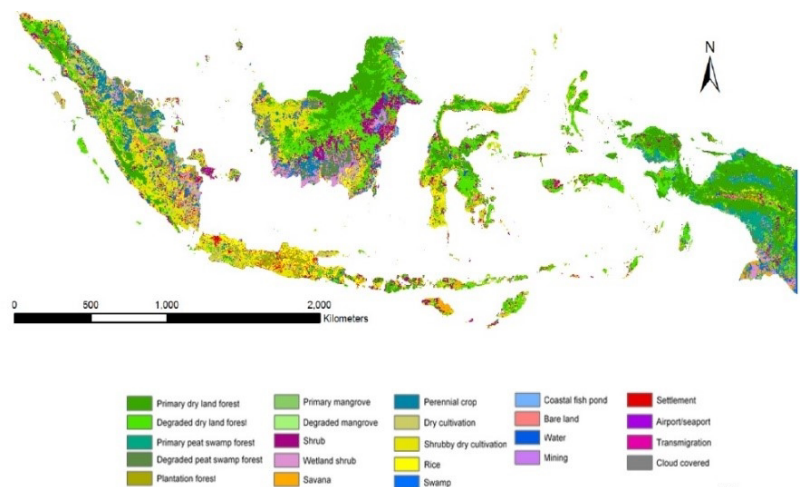 N
0 500 1,000 2,000
Kilometers
Primary dry land forest
Degraded dry land forest
Primary peat swamp forest
Degraded peat swamp forest
Plantation forest
Primary mangrove
Degraded mangrove
Shrub
Wetland shrub
Savana
Perennial crop
Dry cultivation
Shrubby dry cultivation
Rice
Swamp
Coastal fish pond
Bare land
Water
Mining
Settlement
Airport/seaport
Transmigration
Cloud covered